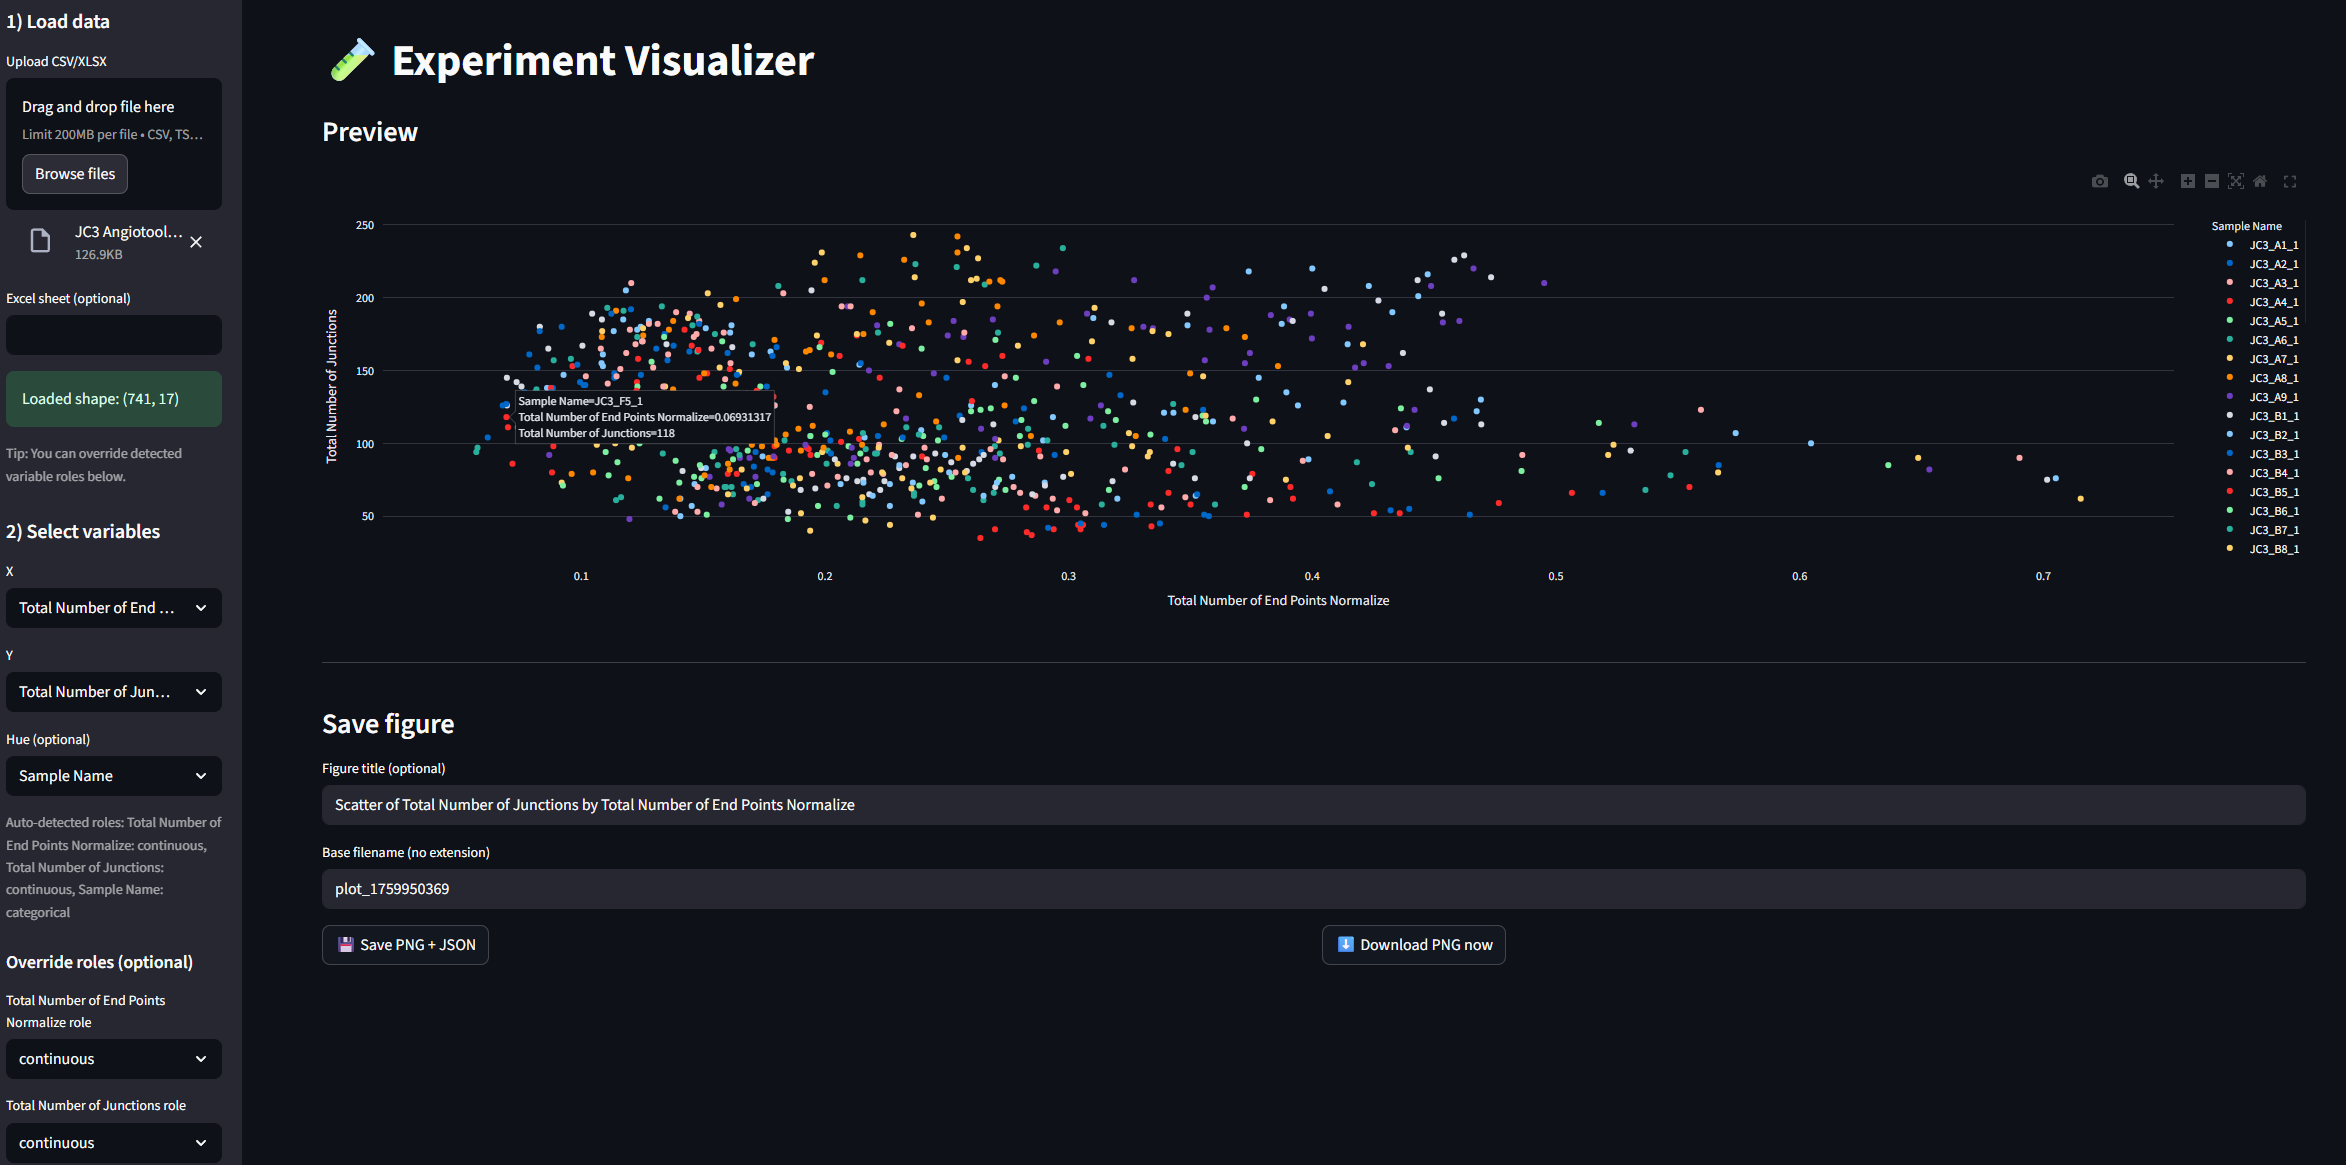 1) Load data
Upload CSV/XLSX
Drag and drop file here
Limit 200MB per file • CSV, TS...
Browse files
JC3 Angiotool...
126.9KB
Excel sheet (optional)
Loaded shape: (741, 17)
Tip: You can override detected
variable roles below.
2) Select variables
X
Total Number of End ...
Y
Total Number of Jun...
Hue (optional)
Sample Name
Auto-detected roles: Total Number of
End Points Normalize: continuous,
Total Number of Junctions:
continuous, Sample Name:
categorical
Override roles (optional)
Total Number of End Points
Normalize role
continuous
Total Number of Junctions role
continuous
Experiment Visualizer
Preview
Total Number of Junctions
250
200
150
100
50
0.1
0.2
0.3
0.4
0.5
0.6
0.7
Total Number of End Points Normalize
Sample Name=JC3_F5_1
Total Number of End Points Normalize=0.06931317
Total Number of Junctions=118
Sample Name
JC3_A1_1
JC3_A2_1
JC3_A3_1
JC3_A4_1
JC3_A5_1
JC3_A6_1
JC3_A7_1
JC3_A8_1
JC3_A9_1
JC3_B1_1
JC3_B2_1
JC3_B3_1
JC3_B4_1
JC3_B5_1
JC3_B6_1
JC3_B7_1
JC3_B8_1
Save figure
Figure title (optional)
Scatter of Total Number of Junctions by Total Number of End Points Normalize
Base filename (no extension)
plot_1759950369
Save PNG + JSON
Download PNG now